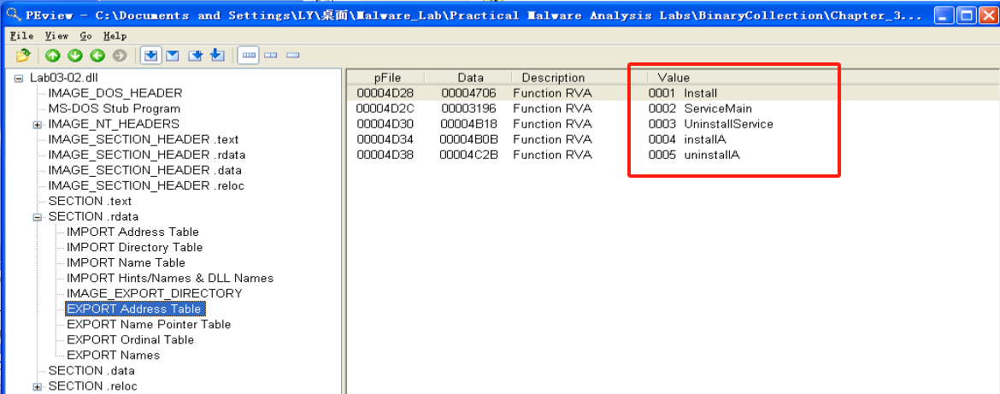 PEview - C:\Documents and Settings\LY\桌面\Malware_Lab\Practical Malware Analysis Labs\BinaryCollection\Chapter_3...
File View Go Help
Lab03-02.dll
IMAGE_DOS_HEADER
MS-DOS Stub Program
IMAGE_NT_HEADERS
IMAGE_SECTION_HEADER .text
IMAGE_SECTION_HEADER .rdata
IMAGE_SECTION_HEADER .data
IMAGE_SECTION_HEADER .reloc
SECTION .text
SECTION .rdata
IMPORT Address Table
IMPORT Directory Table
IMPORT Name Table
IMPORT Hints/Names & DLL Names
IMAGE_EXPORT_DIRECTORY
EXPORT Address Table
EXPORT Name Pointer Table
EXPORT Ordinal Table
EXPORT Names
SECTION .data
SECTION .reloc
pFile Data Description Value
00004D28 00004706 Function RVA 0001 Install
00004D2C 00003196 Function RVA 0002 ServiceMain
00004D30 00004B18 Function RVA 0003 UninstallService
00004D34 00004B0B Function RVA 0004 installA
00004D38 00004C2B Function RVA 0005 uninstallA